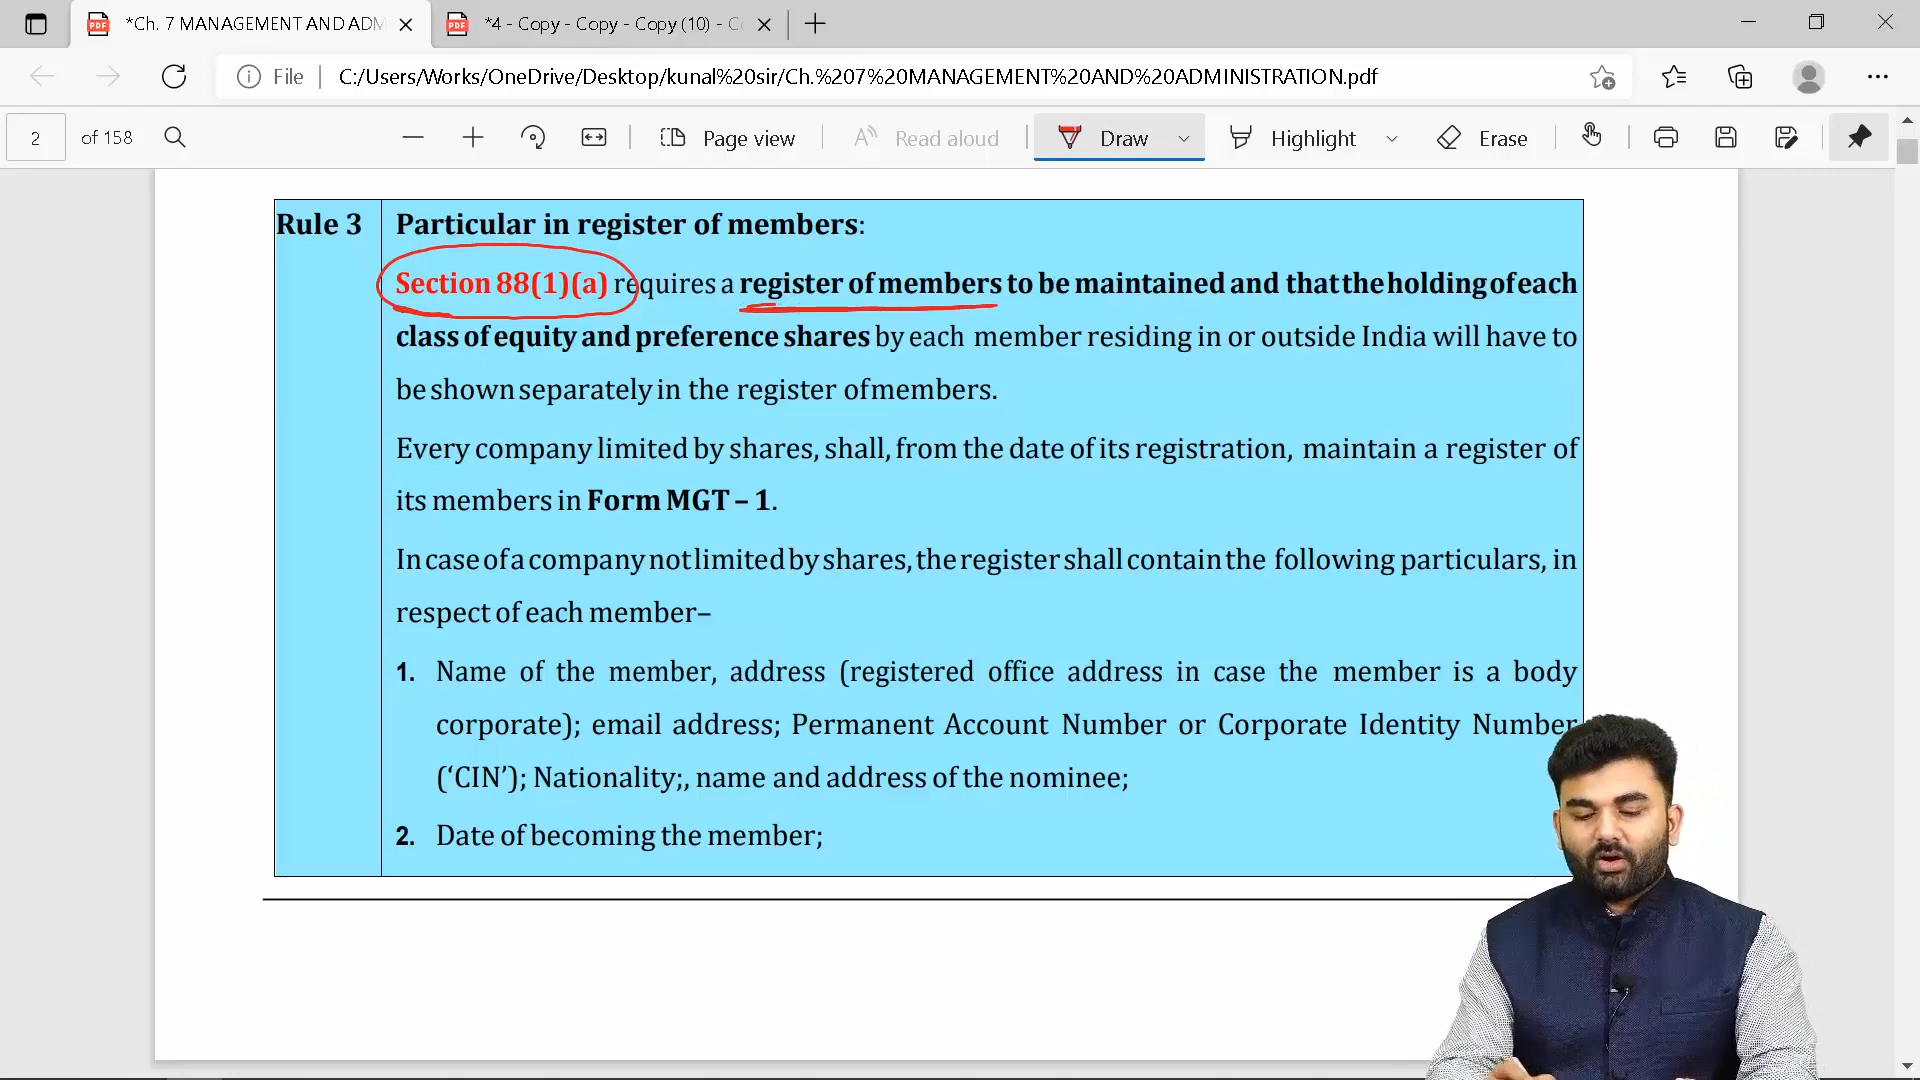 *Ch. 7 MANAGEMENT AND ADM
*4 - Copy - Copy - Copy (10) - Co
File
C:/Users/Works/OneDrive/Desktop/kunal%20sir/Ch.%207%20MANAGEMENT%20AND%20ADMINISTRATION.pdf
2 of 158
Page view
Read aloud
Draw
Highlight
Erase
Rule 3
Particular in register of members:
Section 88(1)(a) requires a register of members to be maintained and that the holding of each
class of equity and preference shares by each member residing in or outside India will have to
be shown separately in the register of members.
Every company limited by shares, shall, from the date of its registration, maintain a register of
its members in Form MGT – 1.
In case of a company not limited by shares, the register shall contain the following particulars, in
respect of each member–
1. Name of the member, address (registered office address in case the member is a body
corporate); email address; Permanent Account Number or Corporate Identity Number
(‘CIN’); Nationality;, name and address of the nominee;
2. Date of becoming the member;